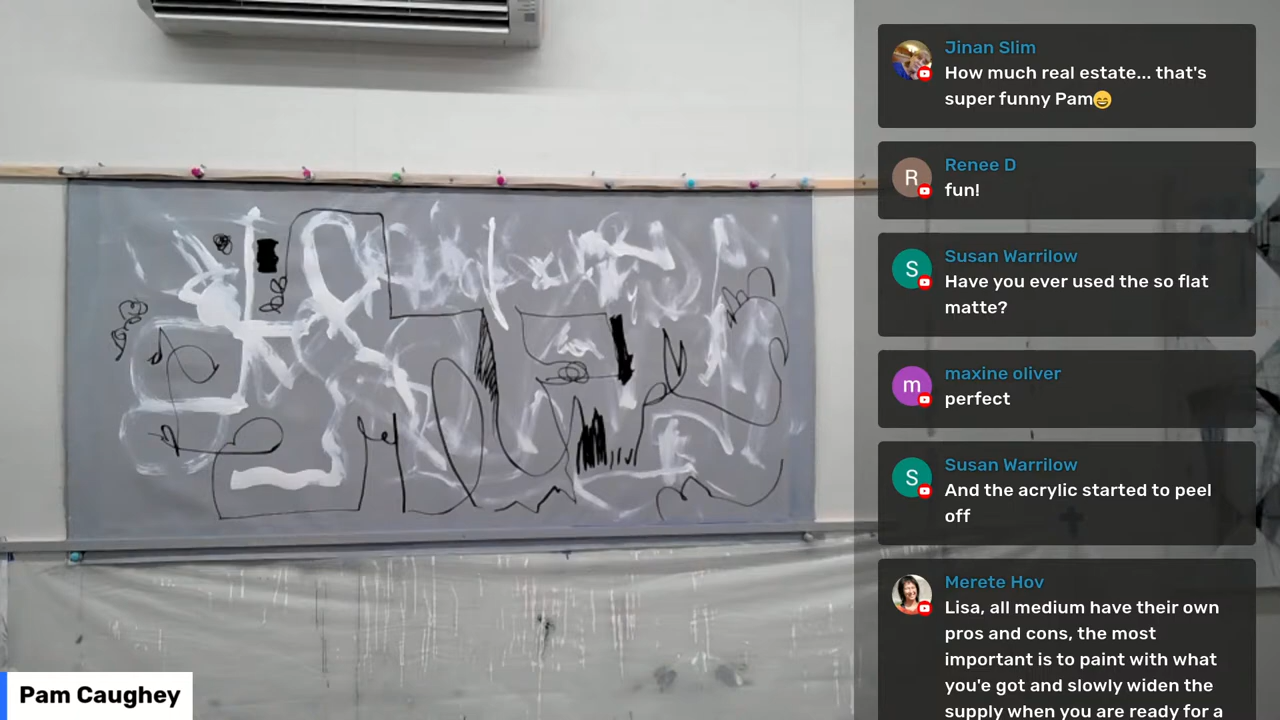 Jinan Slim
How much real estate... that's
super funny Pam😄
Renee D
fun!
Susan Warrilow
Have you ever used the so flat
matte?
maxine oliver
perfect
Susan Warrilow
And the acrylic started to peel
off
Merete Hov
Lisa, all medium have their own
pros and cons, the most
important is to paint with what
you'e got and slowly widen the
supply when you are ready for a
Pam Caughey